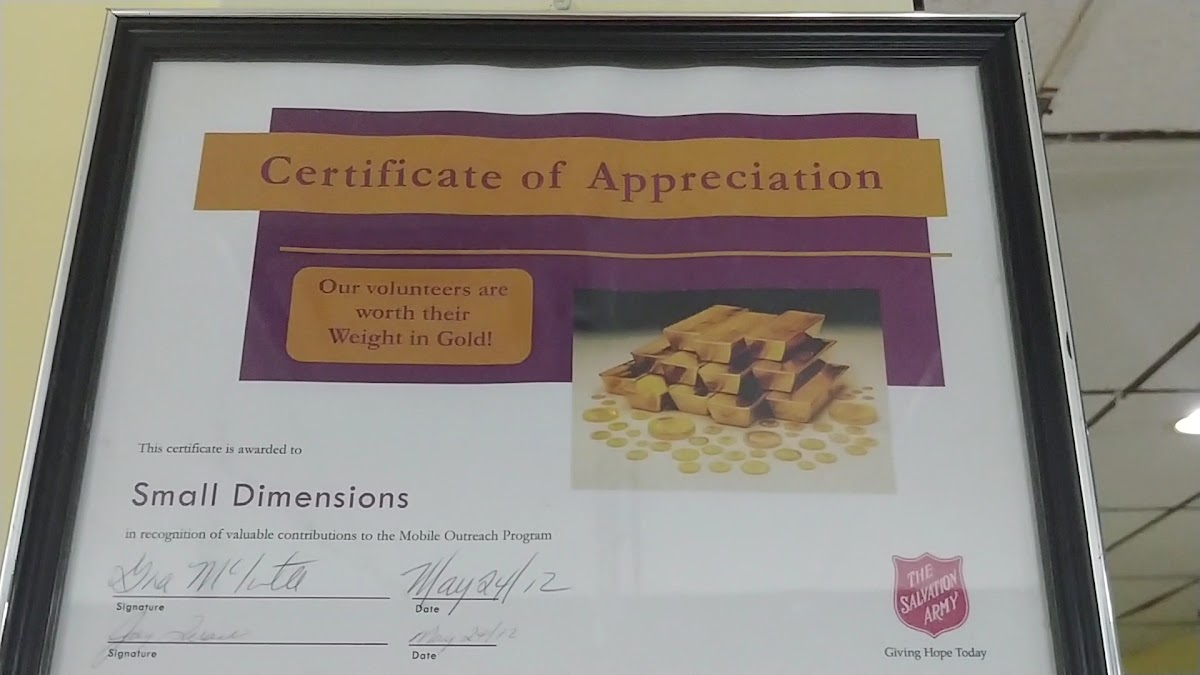 Certificate of Appreciation
Our volunteers are
worth their
Weight in Gold!
This certificate is awarded to
Small Dimensions
in recognition of valuable contributions to the Mobile Outreach Program
May 24/12
Signature
Date
May 24/12
Signature
Date
THE
SALVATION
ARMY
Giving Hope Today